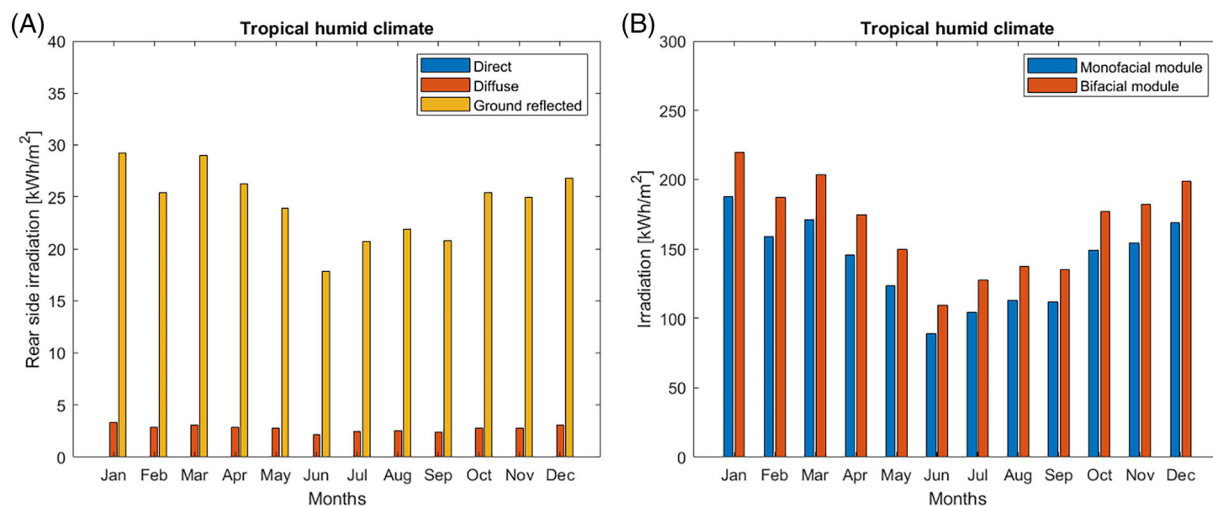 (A)
Tropical humid climate
Rear side irradiation [kWh/m²]
40
35
30
25
20
15
10
5
0
Direct
Diffuse
Ground reflected
Jan Feb Mar Apr May Jun Jul Aug Sep Oct Nov Dec
Months
(B)
Tropical humid climate
Irradiation [kWh/m²]
300
250
200
150
100
50
0
Monofacial module
Bifacial module
Jan Feb Mar Apr May Jun Jul Aug Sep Oct Nov Dec
Months